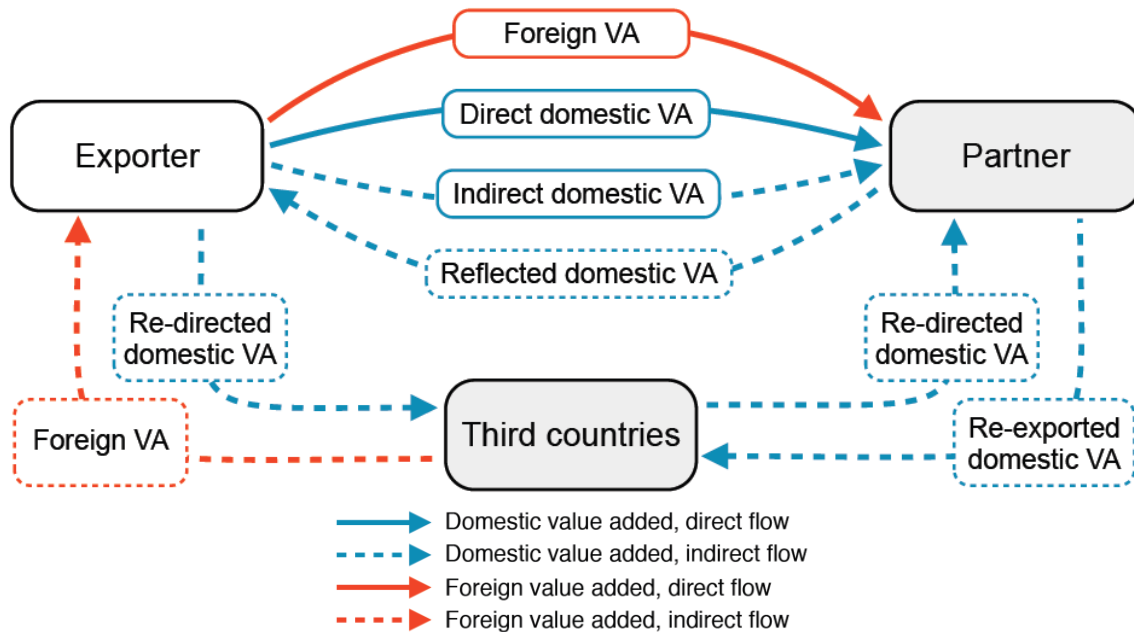 Foreign VA
Exporter
Direct domestic VA
Partner
Indirect domestic VA
Reflected domestic VA
Re-directed
domestic VA
Re-directed
domestic VA
Foreign VA
Third countries
Re-exported
domestic VA
Domestic value added, direct flow
Domestic value added, indirect flow
Foreign value added, direct flow
Foreign value added, indirect flow